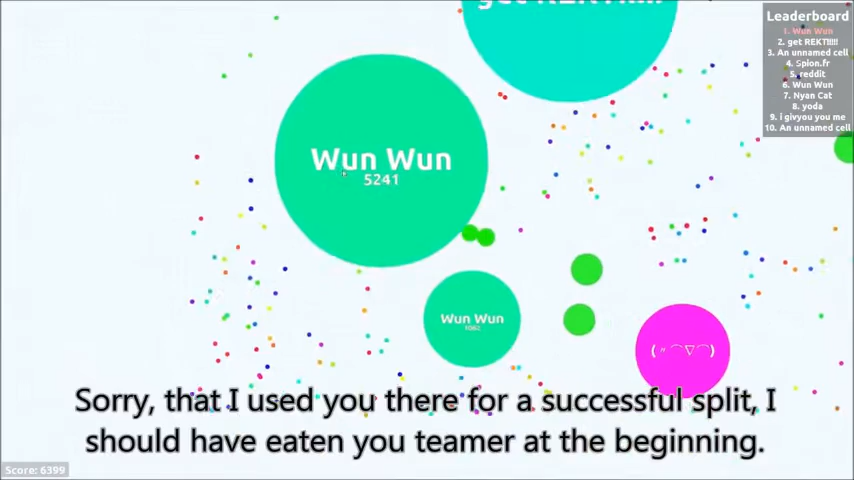 get REKT!!!!!
Leaderboard
1. Wun Wun
2. get REKT!!!!!
3. An unnamed cell
4. Spion.fr
5. reddit
6. Wun Wun
7. Nyan Cat
8. yoda
9. i givyou you me
10. An unnamed cell
Wun Wun
5241
Wun Wun
(〃⌒▽⌒)
Sorry, that I used you there for a successful split, I
should have eaten you teamer at the beginning.
Score: 6399